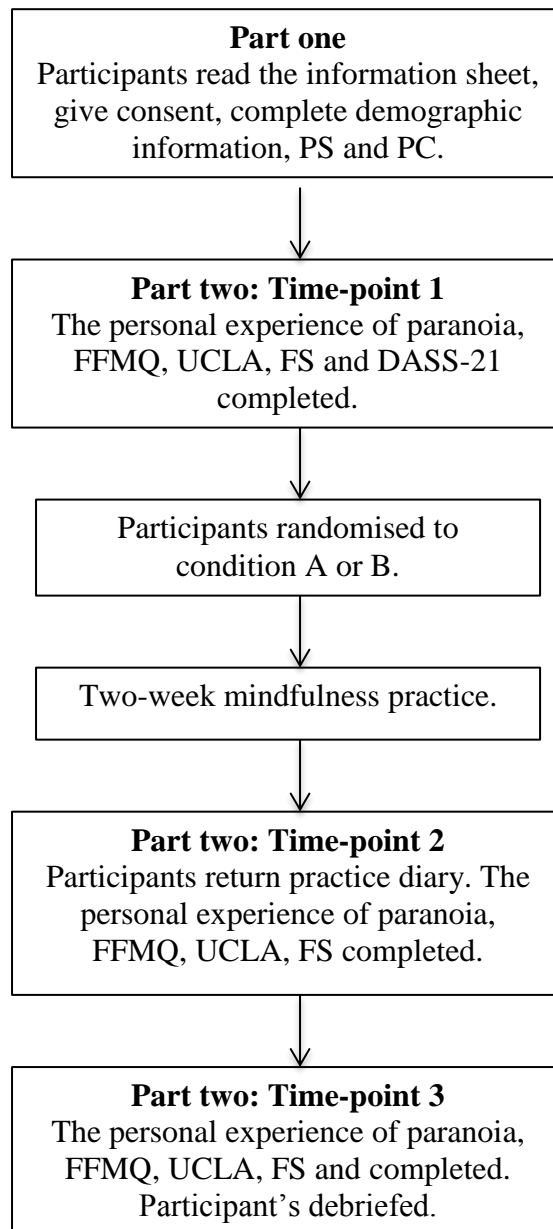 Part one
Participants read the information sheet,
give consent, complete demographic
information, PS and PC.
Part two: Time-point 1
The personal experience of paranoia,
FFMQ, UCLA, FS and DASS-21
completed.
Participants randomised to
condition A or B.
Two-week mindfulness practice.
Part two: Time-point 2
Participants return practice diary. The
personal experience of paranoia,
FFMQ, UCLA, FS completed.
Part two: Time-point 3
The personal experience of paranoia,
FFMQ, UCLA, FS and completed.
Participant’s debriefed.